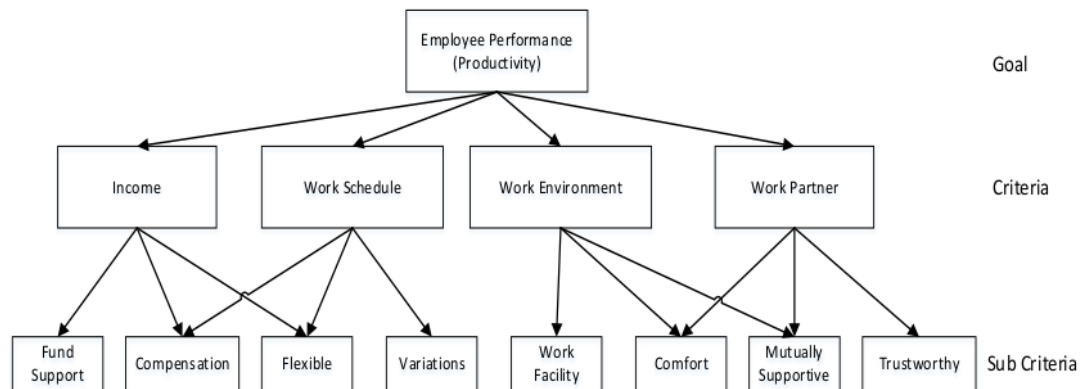 Employee Performance
(Productivity)
Goal
Income
Work Schedule
Work Environment
Work Partner
Criteria
Fund
Support
Compensation
Flexible
Variations
Work
Facility
Comfort
Mutually
Supportive
Trustworthy
Sub Criteria